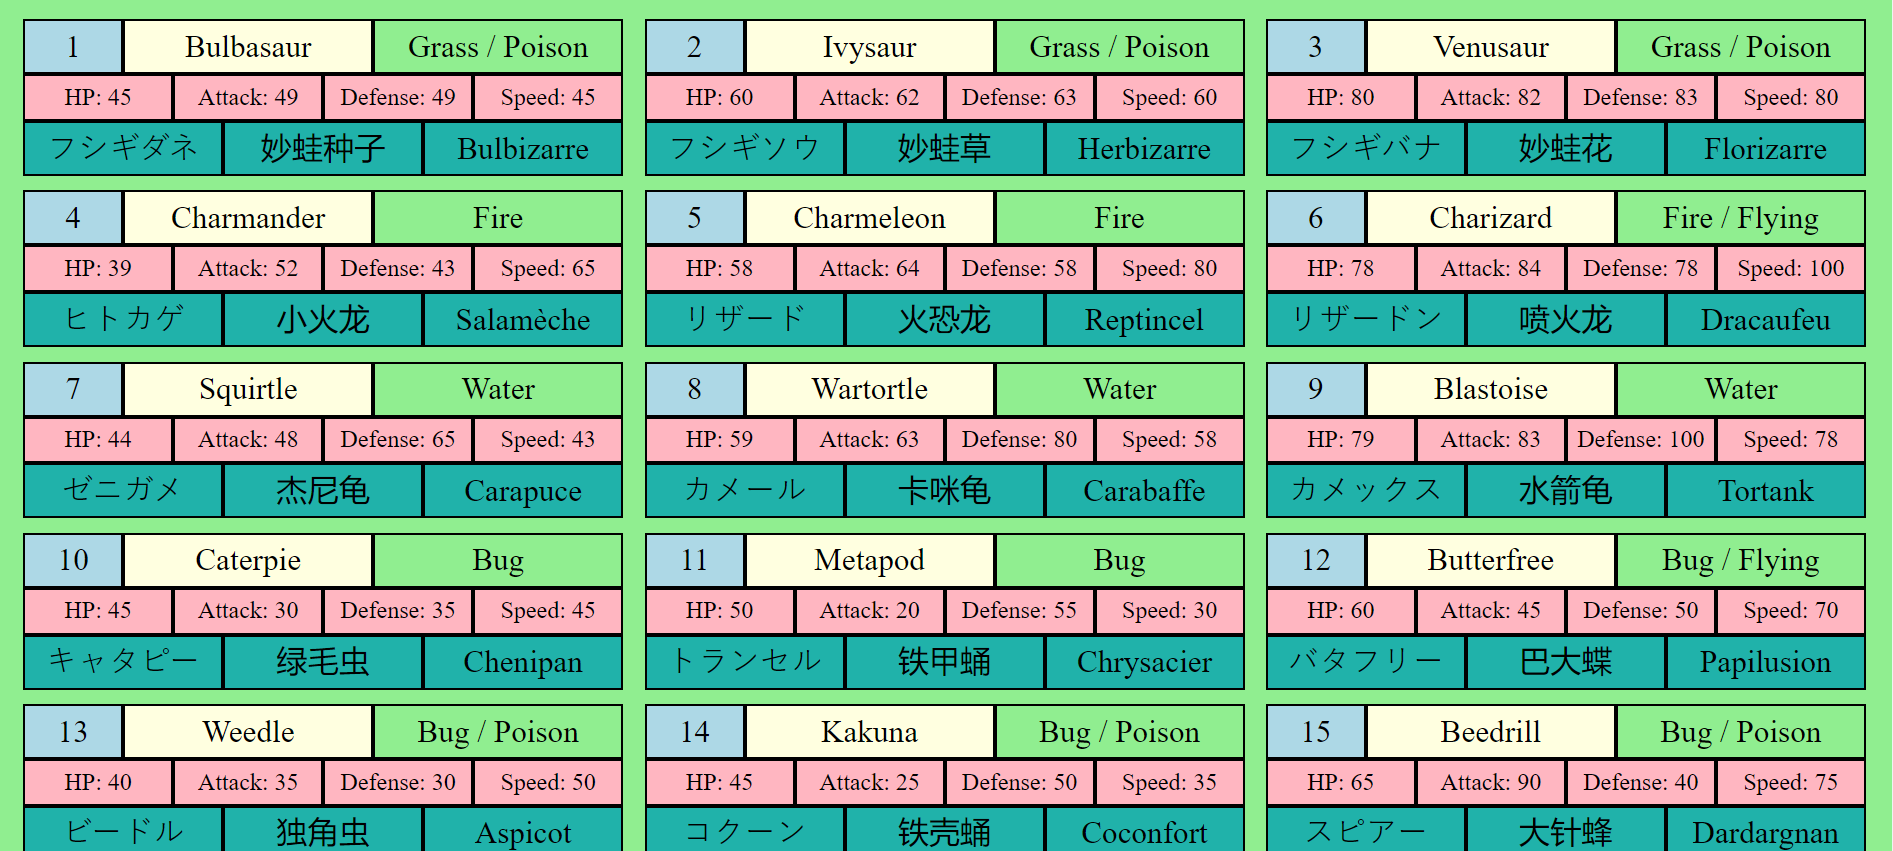 1 Bulbasaur Grass / Poison
HP: 45 Attack: 49 Defense: 49 Speed: 45
フシギダネ 妙蛙种子 Bulbizarre
2 Ivysaur Grass / Poison
HP: 60 Attack: 62 Defense: 63 Speed: 60
フシギソウ 妙蛙草 Herbizarre
3 Venusaur Grass / Poison
HP: 80 Attack: 82 Defense: 83 Speed: 80
フシギバナ 妙蛙花 Florizarre
4 Charmander Fire
HP: 39 Attack: 52 Defense: 43 Speed: 65
ヒトカゲ 小火龙 Salamèche
5 Charmeleon Fire
HP: 58 Attack: 64 Defense: 58 Speed: 80
リザード 火恐龙 Reptincel
6 Charizard Fire / Flying
HP: 78 Attack: 84 Defense: 78 Speed: 100
リザードン 喷火龙 Dracaufeu
7 Squirtle Water
HP: 44 Attack: 48 Defense: 65 Speed: 43
ゼニガメ 杰尼龟 Carapuce
8 Wartortle Water
HP: 59 Attack: 63 Defense: 80 Speed: 58
カメール 卡咪龟 Carabaffe
9 Blastoise Water
HP: 79 Attack: 83 Defense: 100 Speed: 78
カメックス 水箭龟 Tortank
10 Caterpie Bug
HP: 45 Attack: 30 Defense: 35 Speed: 45
キャタピー 绿毛虫 Chenipan
11 Metapod Bug
HP: 50 Attack: 20 Defense: 55 Speed: 30
トランセル 铁甲蛹 Chrysacier
12 Butterfree Bug / Flying
HP: 60 Attack: 45 Defense: 50 Speed: 70
バタフリー 巴大蝶 Papilusion
13 Weedle Bug / Poison
HP: 40 Attack: 35 Defense: 30 Speed: 50
ビードル 独角虫 Aspicot
14 Kakuna Bug / Poison
HP: 45 Attack: 25 Defense: 50 Speed: 35
コクーン 铁壳蛹 Coconfort
15 Beedrill Bug / Poison
HP: 65 Attack: 90 Defense: 40 Speed: 75
スピアー 大针蜂 Dardargnan